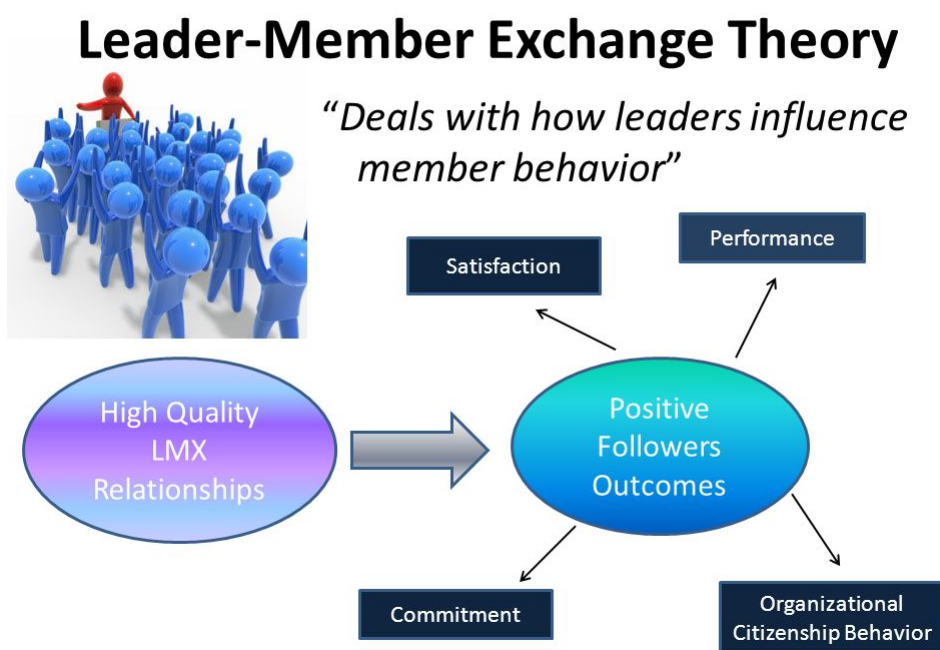 Leader-Member Exchange Theory
“Deals with how leaders influence
member behavior”
Satisfaction
Performance
High Quality
LMX
Relationships
Positive
Followers
Outcomes
Commitment
Organizational
Citizenship Behavior